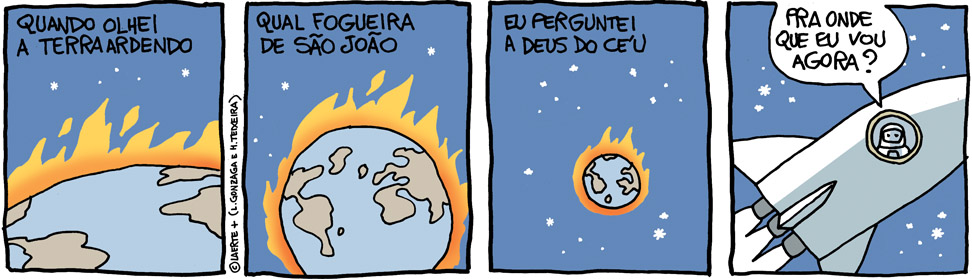 QUANDO OLHEI
A TERRA ARDENDO
QUAL FOGUEIRA
DE SÃO JOÃO
EU PERGUNTEI
A DEUS DO CÉU
PRA ONDE
QUE EU VOU
AGORA?
©LAERTE + (L. GONZAGA E H. TEIXEIRA)